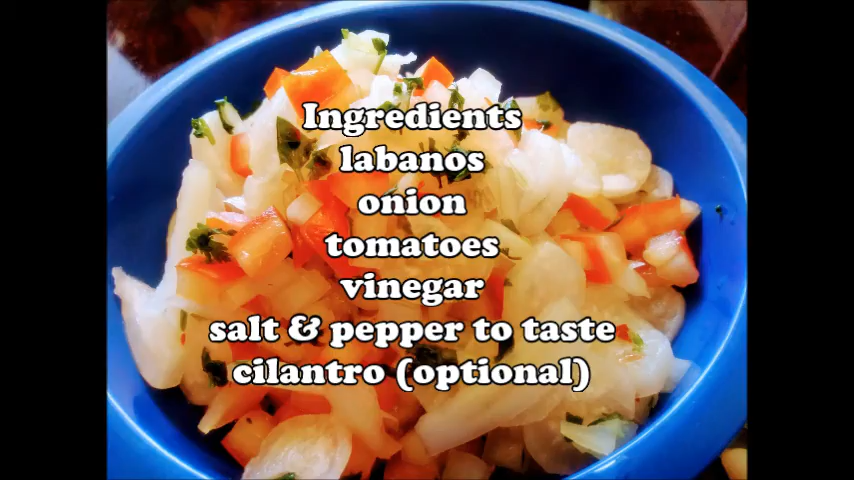 Ingredients
labanos
onion
tomatoes
vinegar
salt & pepper to taste
cilantro (optional)